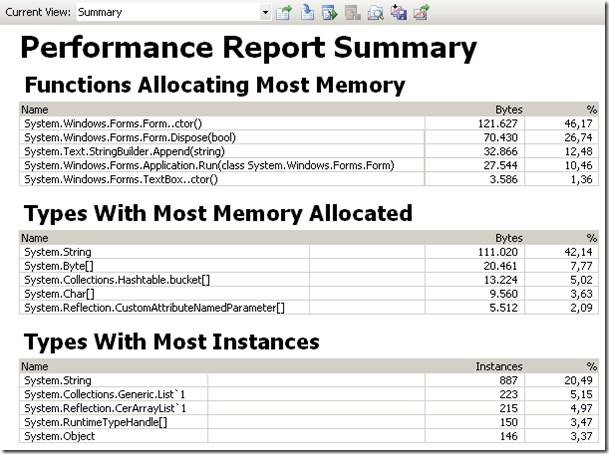 Current View: Summary
Performance Report Summary
Functions Allocating Most Memory
Name Bytes %
System.Windows.Forms.Form..ctor() 121.627 46,17
System.Windows.Forms.Form.Dispose(bool) 70.430 26,74
System.Text.StringBuilder.Append(string) 32.866 12,48
System.Windows.Forms.Application.Run(class System.Windows.Forms.Form) 27.544 10,46
System.Windows.Forms.TextBox..ctor() 3.586 1,36
Types With Most Memory Allocated
Name Bytes %
System.String 111.020 42,14
System.Byte[] 20.461 7,77
System.Collections.Hashtable.bucket[] 13.224 5,02
System.Char[] 9.560 3,63
System.Reflection.CustomAttributeNamedParameter[] 5.512 2,09
Types With Most Instances
Name Instances %
System.String 887 20,49
System.Collections.Generic.List`1 223 5,15
System.Reflection.CerArrayList`1 215 4,97
System.RuntimeTypeHandle[] 150 3,47
System.Object 146 3,37